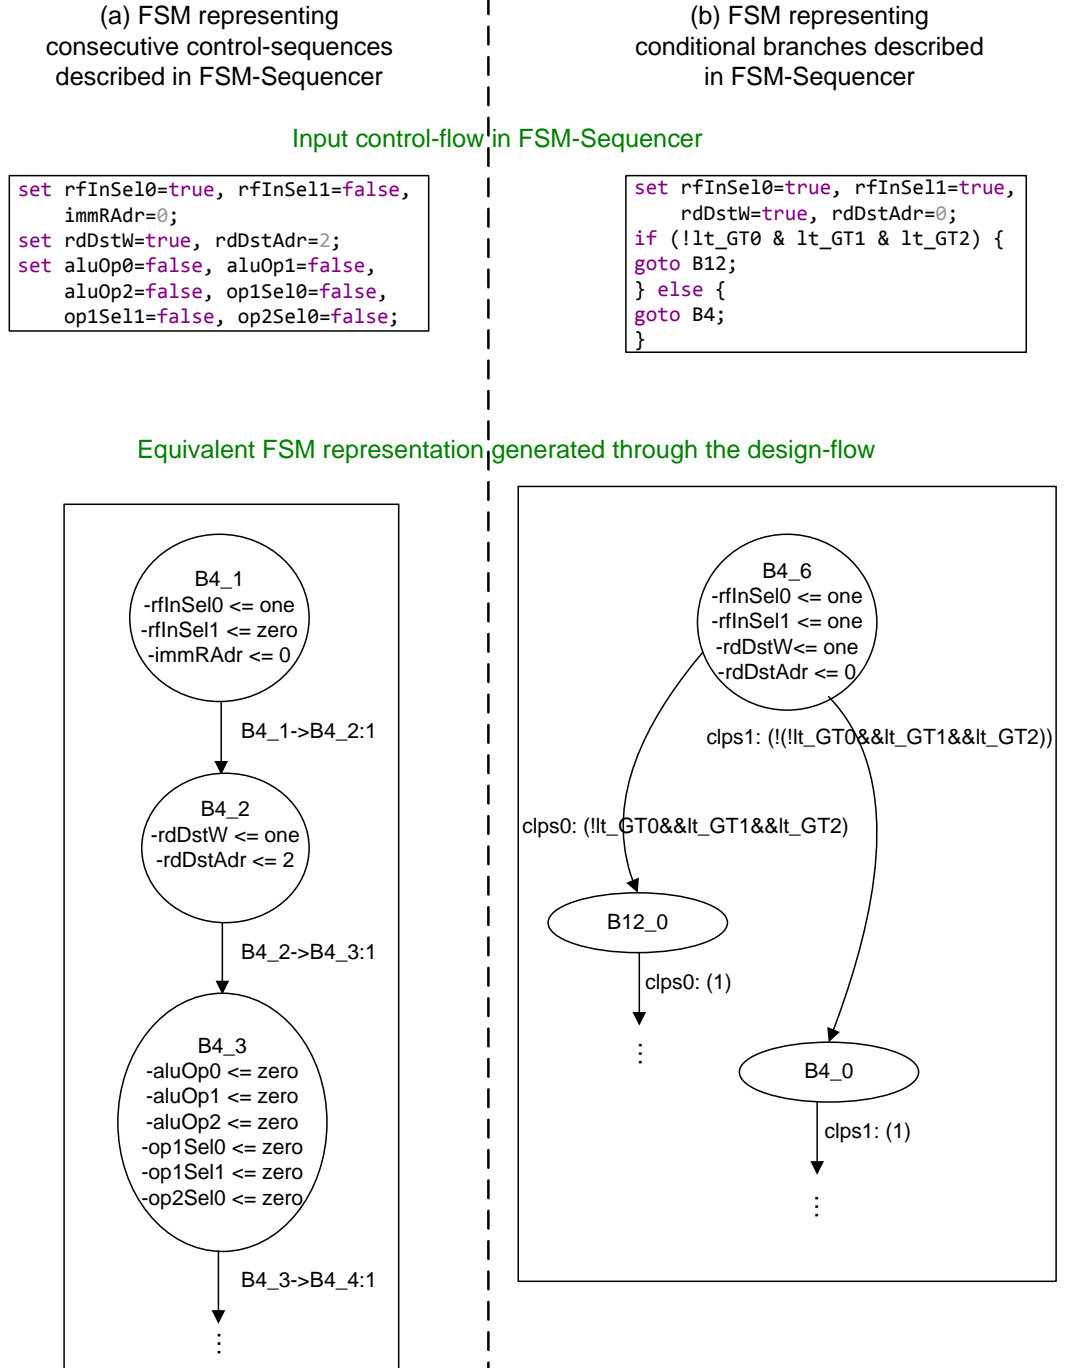 (a) FSM representing
consecutive control-sequences
described in FSM-Sequencer
(b) FSM representing
conditional branches described
in FSM-Sequencer
Input control-flow in FSM-Sequencer
set rfInSel0=true, rfInSel1=false,
immRAdr=0;
set rdDstW=true, rdDstAdr=2;
set aluOp0=false, aluOp1=false,
aluOp2=false, op1Sel0=false,
op1Sel1=false, op2Sel0=false;
set rfInSel0=true, rfInSel1=true,
rdDstW=true, rdDstAdr=0;
if (!lt_GT0 & lt_GT1 & lt_GT2) {
goto B12;
} else {
goto B4;
}
Equivalent FSM representation generated through the design-flow
B4_1
-rfInSel0 <= one
-rfInSel1 <= zero
-immRAdr <= 0
B4_1->B4_2:1
B4_2
-rdDstW <= one
-rdDstAdr <= 2
B4_2->B4_3:1
B4_3
-aluOp0 <= zero
-aluOp1 <= zero
-aluOp2 <= zero
-op1Sel0 <= zero
-op1Sel1 <= zero
-op2Sel0 <= zero
B4_3->B4_4:1
...
B4_6
-rfInSel0 <= one
-rfInSel1 <= one
-rdDstW<= one
-rdDstAdr <= 0
clps1: (!(!lt_GT0&&lt_GT1&&lt_GT2))
clps0: (!lt_GT0&&lt_GT1&&lt_GT2)
B12_0
clps0: (1)
...
B4_0
clps1: (1)
...